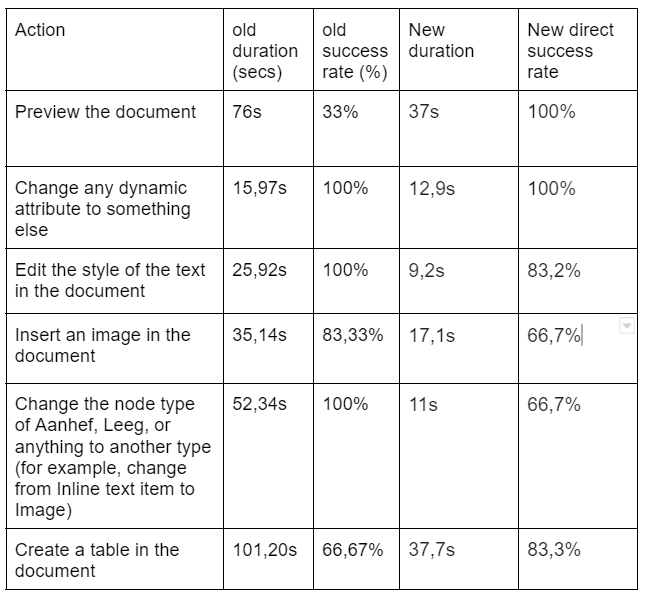 Action old duration (secs) old success rate (%) New duration New direct success rate
Preview the document 76s 33% 37s 100%
Change any dynamic attribute to something else 15,97s 100% 12,9s 100%
Edit the style of the text in the document 25,92s 100% 9,2s 83,2%
Insert an image in the document 35,14s 83,33% 17,1s 66,7%
Change the node type of Aanhef, Leeg, or anything to another type (for example, change from Inline text item to Image) 52,34s 100% 11s 66,7%
Create a table in the document 101,20s 66,67% 37,7s 83,3%